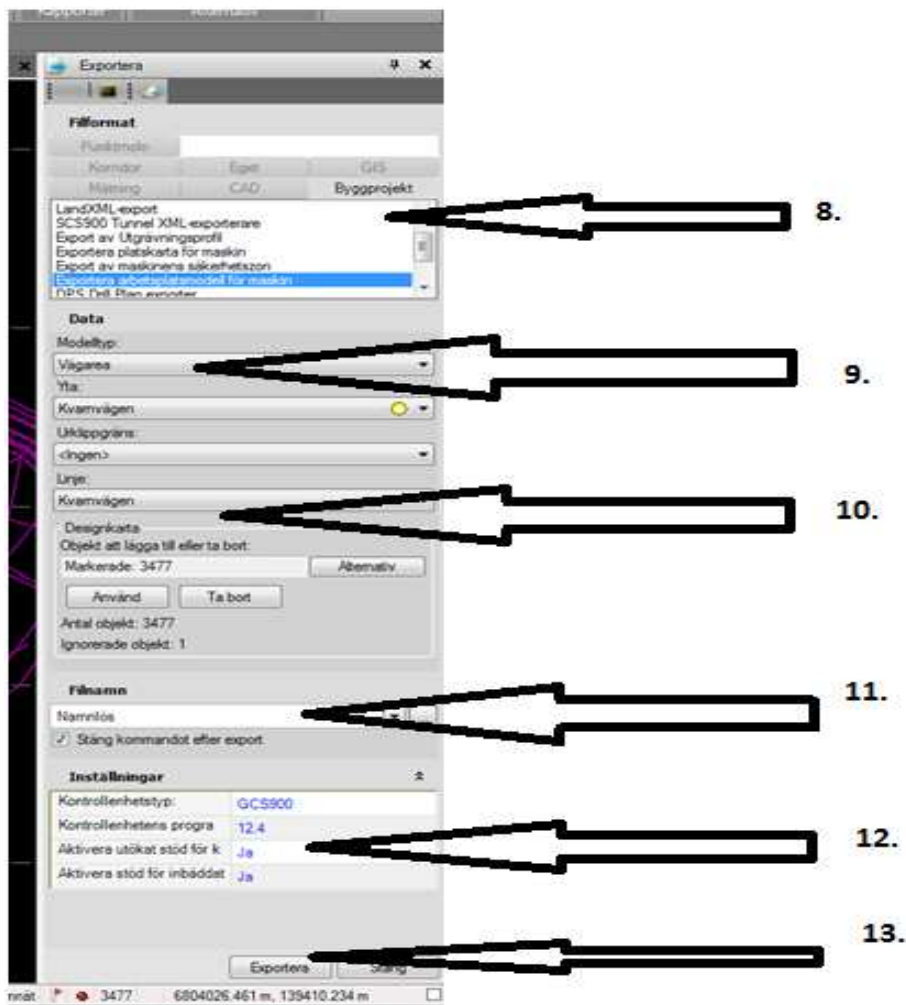 Rapporter
Exportera
Filformat
Punktmoln
Korridor Eget GIS
Mätning CAD Byggprojekt
LandXML-export
SCS900 Tunnel XML-exporterare
Export av Utgrävningsprofil
Exportera platskarta för maskin
Export av maskinens säkerhetszon
Exportera arbetsplatsmodell för maskin
DPS Drill Plan exporter
8.
Data
Modelltyp:
Vägarea
9.
Yta:
Kvarnvägen
Urklippgräns:
<Ingen>
Linje:
Kvarnvägen
10.
Designkarta
Objekt att lägga till eller ta bort:
Markerade: 3477 Alternativ
Använd Ta bort
Antal objekt: 3477
Ignorerade objekt: 1
Filnamn
11.
Namnlös
Stäng kommandot efter export
Inställningar
Kontrollenhetstyp: GCS900
Kontrollenhetens progra 12.4
Aktivera utökat stöd för k Ja
12.
Aktivera stöd för inbäddat Ja
13.
Exportera Stäng
nnät 3477 6804026.461 m, 139410.234 m